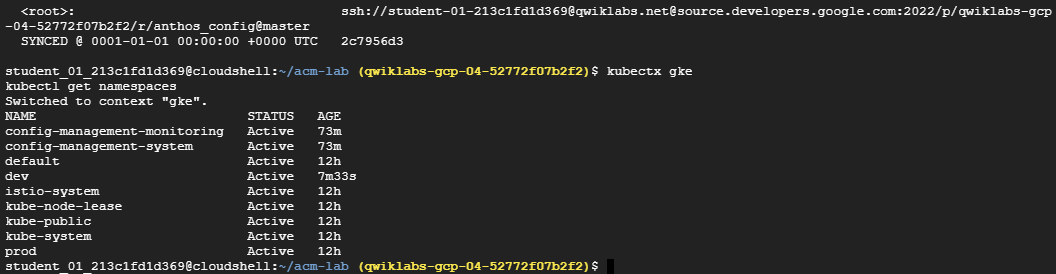 <root>: ssh://student-01-213c1fd1d369@qwiklabs.net@source.developers.google.com:2022/p/qwiklabs-gcp
-04-52772f07b2f2/r/anthos_config@master
SYNCED @ 0001-01-01 00:00:00 +0000 UTC 2c7956d3
student_01_213c1fd1d369@cloudshell:~/acm-lab (qwiklabs-gcp-04-52772f07b2f2)$ kubectx gke
kubectl get namespaces
Switched to context "gke".
NAME STATUS AGE
config-management-monitoring Active 73m
config-management-system Active 73m
default Active 12h
dev Active 7m33s
istio-system Active 12h
kube-node-lease Active 12h
kube-public Active 12h
kube-system Active 12h
prod Active 12h
student_01_213c1fd1d369@cloudshell:~/acm-lab (qwiklabs-gcp-04-52772f07b2f2)$